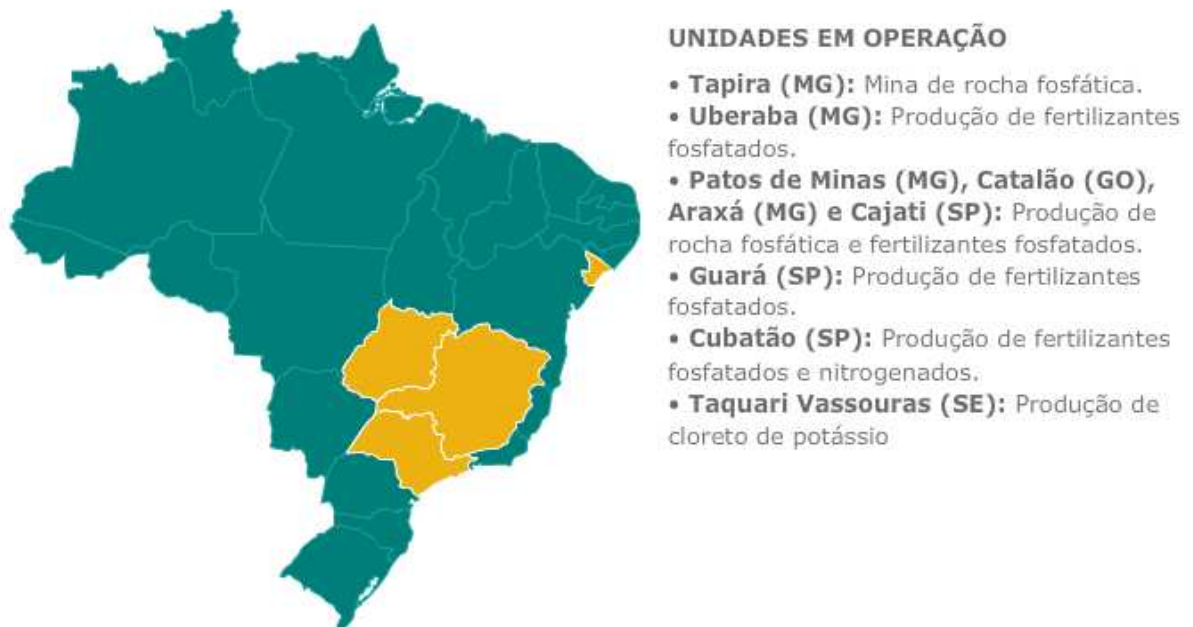 UNIDADES EM OPERAÇÃO
• Tapira (MG): Mina de rocha fosfática.
• Uberaba (MG): Produção de fertilizantes
fosfatados.
• Patos de Minas (MG), Catalão (GO),
Araxá (MG) e Cajati (SP): Produção de
rocha fosfática e fertilizantes fosfatados.
• Guará (SP): Produção de fertilizantes
fosfatados.
• Cubatão (SP): Produção de fertilizantes
fosfatados e nitrogenados.
• Taquari Vassouras (SE): Produção de
cloreto de potássio